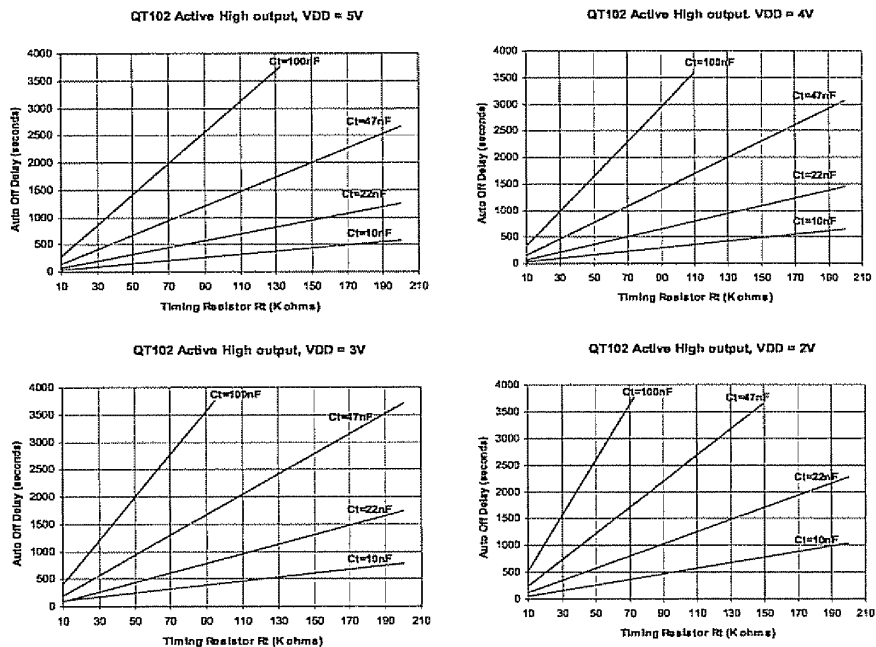 QT102 Active High output, VDD = 5V
Auto Off Delay (seconds)
4000
3500
3000
2500
2000
1500
1000
500
0
Ct=100nF
Ct=47nF
Ct=22nF
Ct=10nF
10 30 50 70 90 110 130 150 170 190 210
Timing Resistor Rt (K ohms)
QT102 Active High output. VDD = 4V
Auto Off Delay (seconds)
4000
3500
3000
2500
2000
1500
1000
500
0
Ct=100nF
Ct=47nF
Ct=22nF
Ct=10nF
10 30 50 70 90 110 130 150 170 190 210
Timing Resistor Rt (K ohms)
QT102 Active High output, VDD = 3V
Auto Off Delay (seconds)
4000
3500
3000
2500
2000
1500
1000
500
0
Ct=100nF
Ct=47nF
Ct=22nF
Ct=10nF
10 30 50 70 90 110 130 150 170 190 210
Timing Resistor Rt (K ohms)
QT102 Active High output, VDD = 2V
Auto Off Delay (seconds)
4000
3500
3000
2500
2000
1500
1000
500
0
Ct=100nF
Ct=47nF
Ct=22nF
Ct=10nF
10 30 50 70 90 110 130 150 170 190 210
Timing Resistor Rt (K ohms)